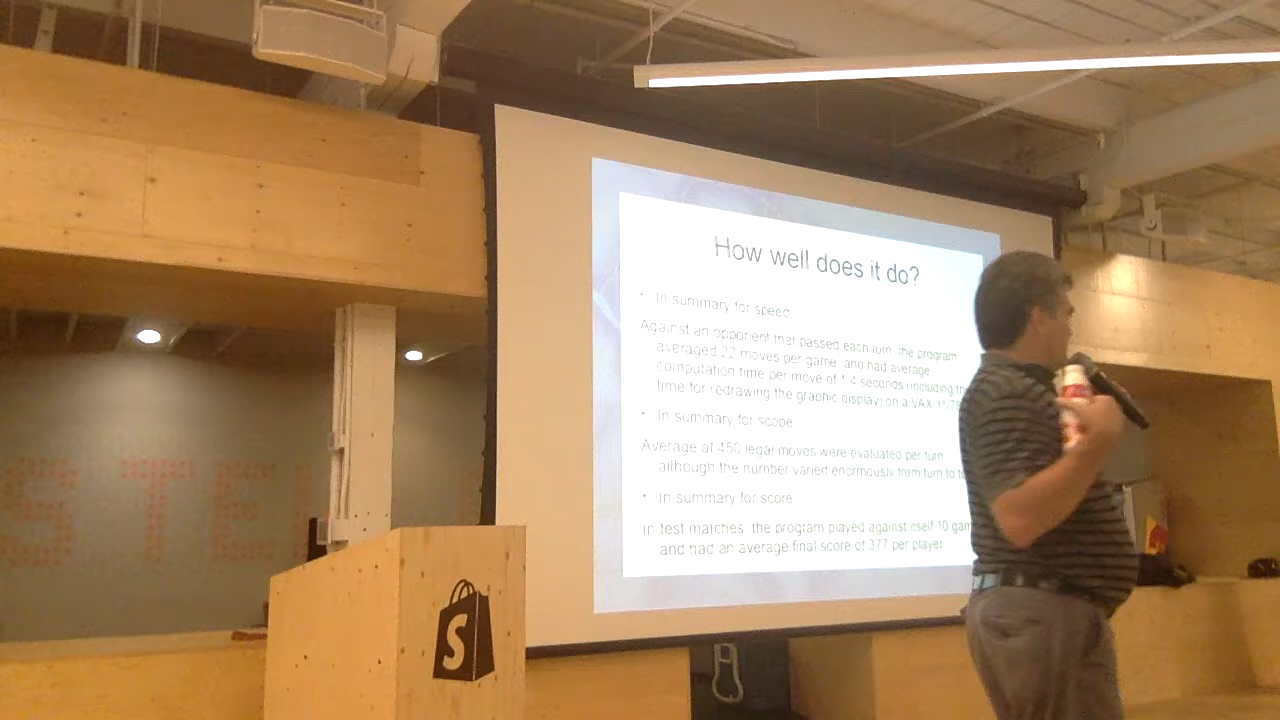 How well does it do?
• In summary for speed
Against an opponent that passed each turn, the program
averaged 22 moves per game, and had average
computation time per move of 1.4 seconds (including
time for redrawing the graphic display) on a VAX
• In summary for scope
Average of 450 legal moves were evaluated per turn
although the number varied enormously from turn to
• In summary for score
In test matches, the program played against itself 10
and had an average final score of 377 per player
STE
S